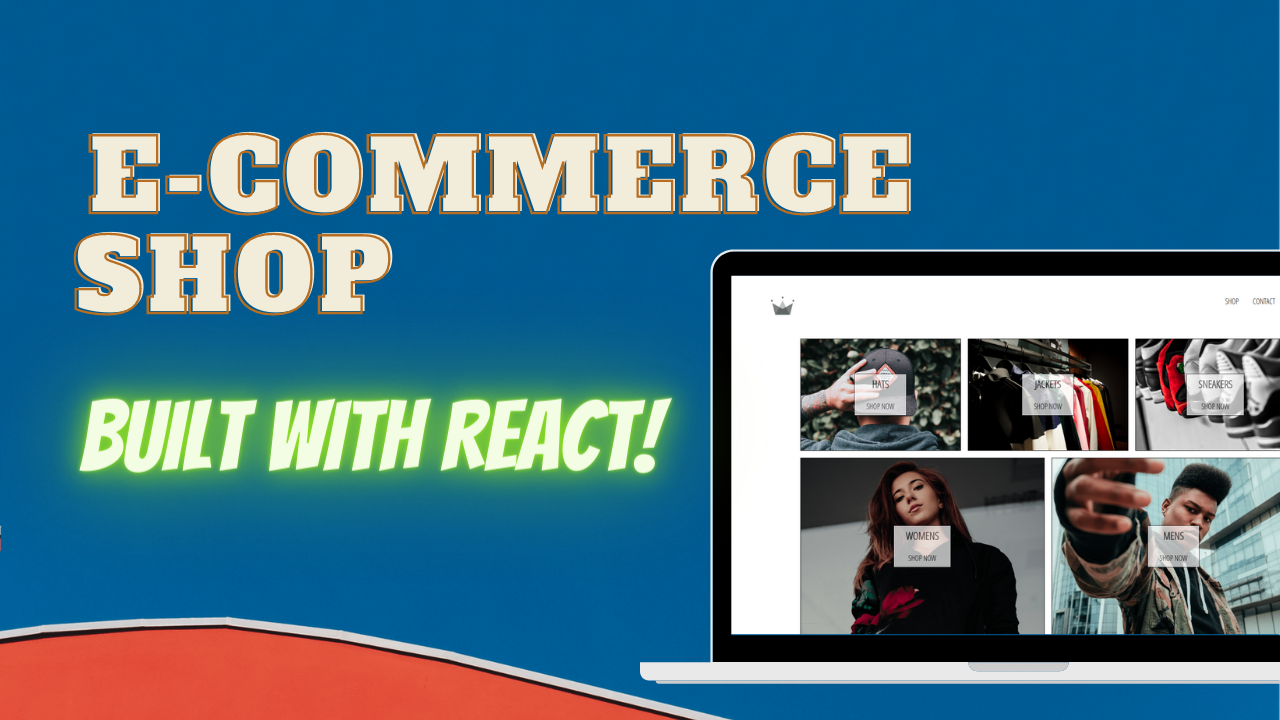 E-COMMERCE
SHOP
BUILT WITH REACT!
SHOP CONTACT
HATS
SHOP NOW
JACKETS
SHOP NOW
SNEAKERS
SHOP NOW
WOMENS
SHOP NOW
MENS
SHOP NOW